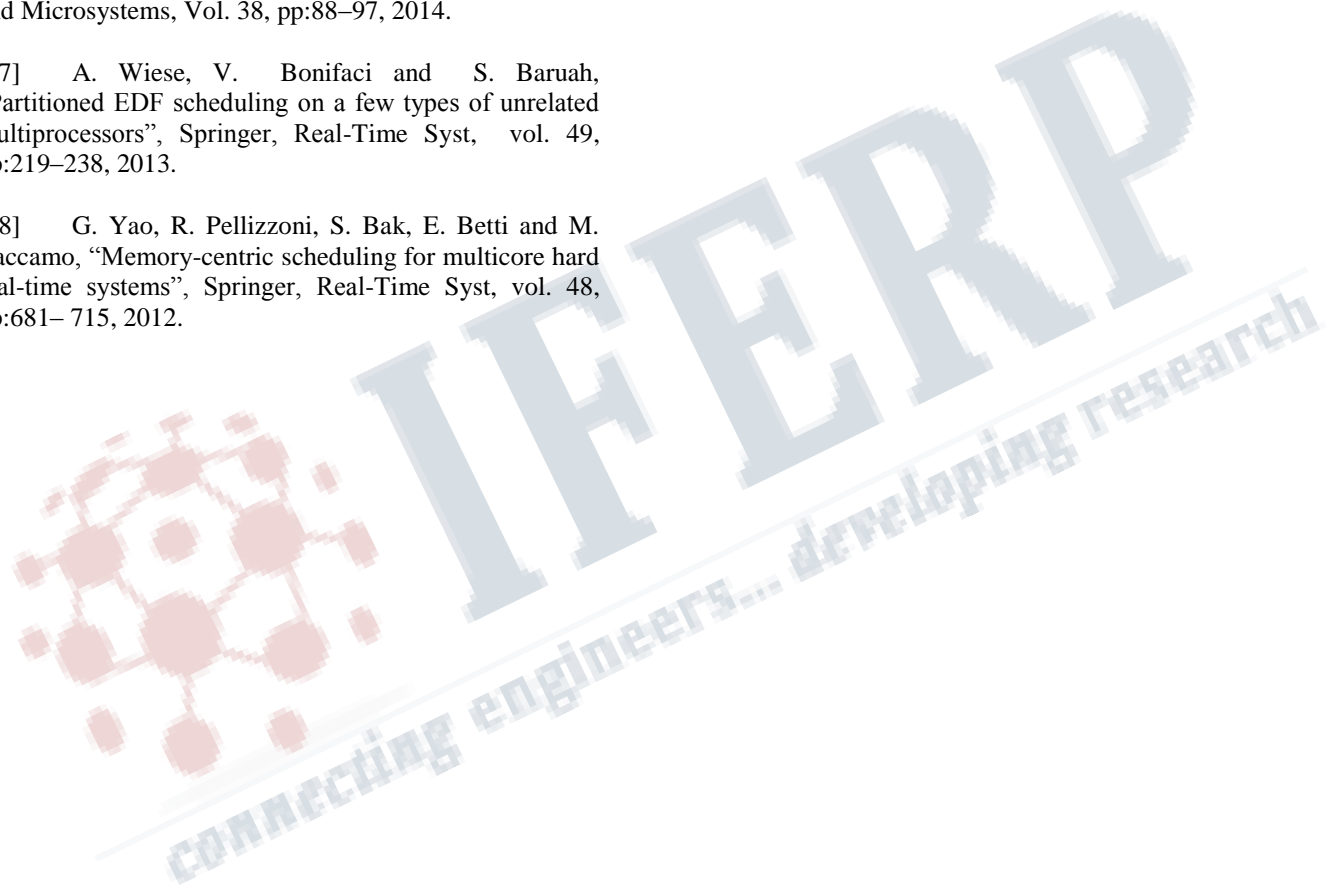 d Microsystems, Vol. 38, pp:88–97, 2014.
7] A. Wiese, V. Bonifaci and S. Baruah,
Partitioned EDF scheduling on a few types of unrelated
ultiprocessors”, Springer, Real-Time Syst, vol. 49,
p:219–238, 2013.
8] G. Yao, R. Pellizzoni, S. Bak, E. Betti and M.
accamo, “Memory-centric scheduling for multicore hard
al-time systems”, Springer, Real-Time Syst, vol. 48,
p:681– 715, 2012.
IFERP
connecting engineers... developing research